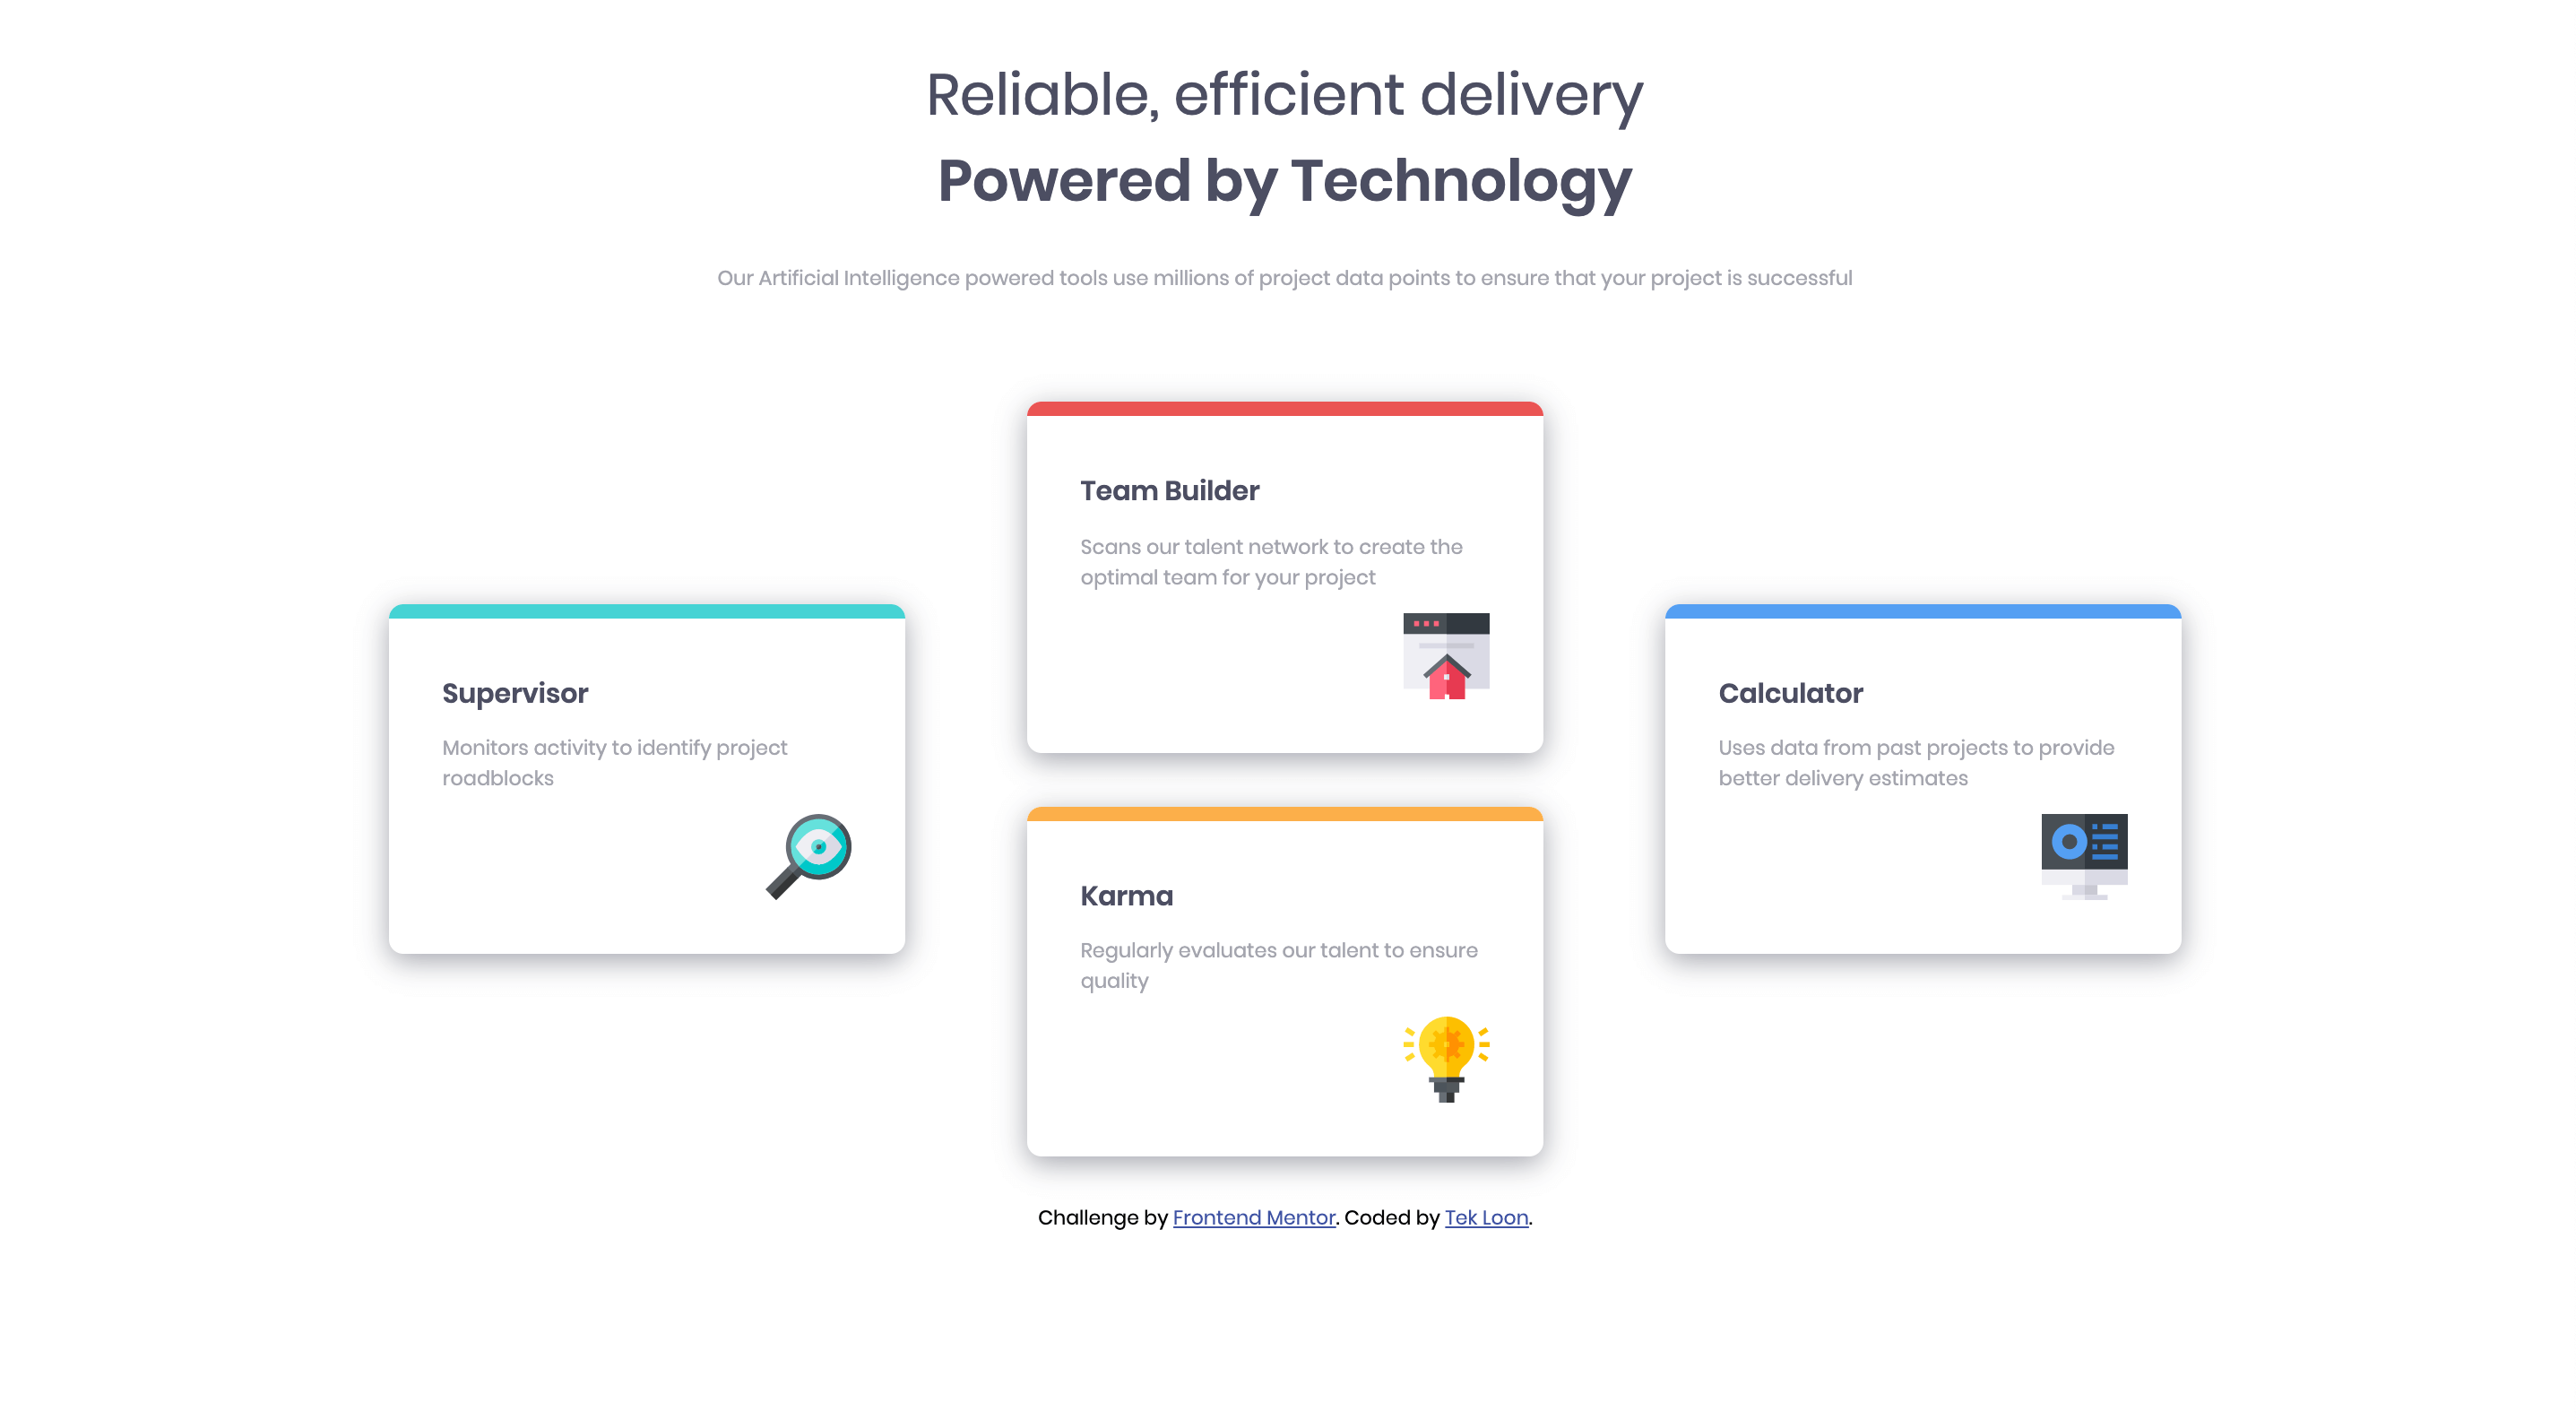 Reliable, efficient delivery
Powered by Technology
Our Artificial Intelligence powered tools use millions of project data points to ensure that your project is successful
Supervisor
Monitors activity to identify project
roadblocks
Team Builder
Scans our talent network to create the
optimal team for your project
Karma
Regularly evaluates our talent to ensure
quality
Calculator
Uses data from past projects to provide
better delivery estimates
Challenge by Frontend Mentor. Coded by Tek Loon.